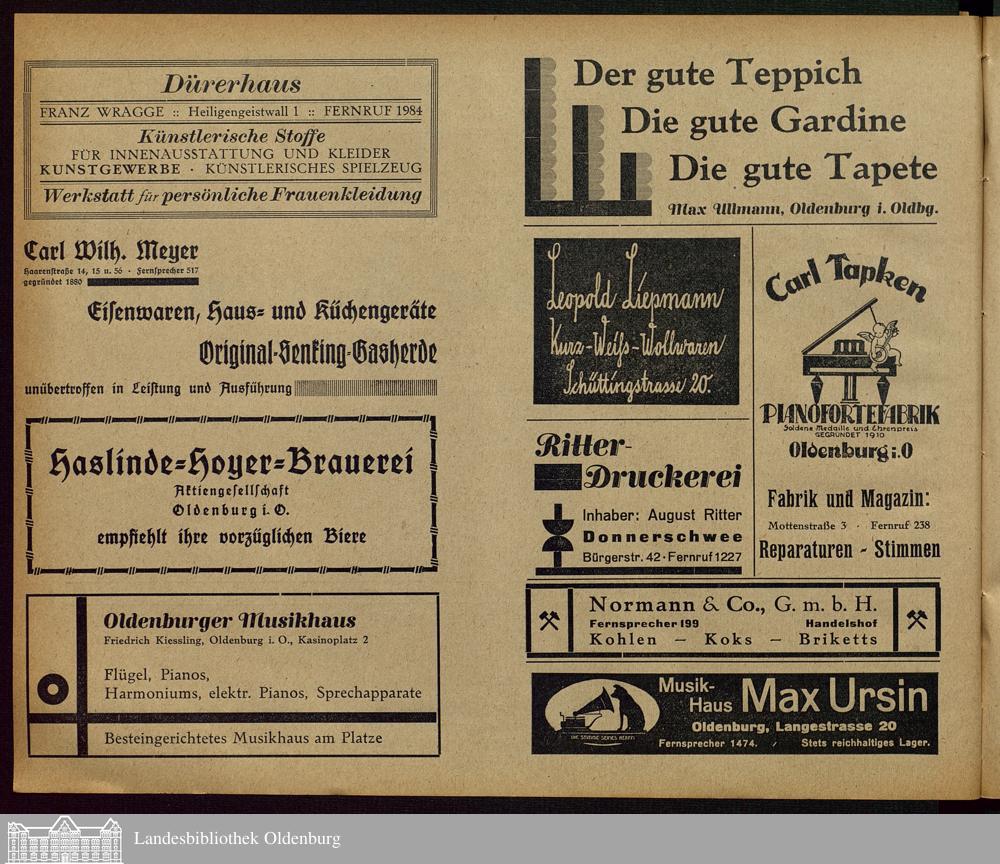 Dürerhaus
FRANZ WRAGGE :: Heiligengeistwall 1 :: FERNRUF 1984
Künstlerische Stoffe
FÜR INNENAUSSTATTUNG UND KLEIDER
KUNSTGEWERBE · KÜNSTLERISCHES SPIELZEUG
Werkstatt für persönliche Frauenkleidung
Carl Wilh. Meyer
Haarenstraße 14, 15 u. 56 · Fernsprecher 517
gegründet 1880
Eiſenwaren, Haus- und Küchengeräte
Original-Senking-Gasherde
unübertroffen in Leiſtung und Ausführung
Haslinde-Hoyer-Brauerei
Aktiengeſellſchaft
Oldenburg i. O.
empfiehlt ihre vorzüglichen Biere
Oldenburger Musikhaus
Friedrich Kiessling, Oldenburg i. O., Kasinoplatz 2
Flügel, Pianos,
Harmoniums, elektr. Pianos, Sprechapparate
Besteingerichtetes Musikhaus am Platze
Der gute Teppich
Die gute Gardine
Die gute Tapete
Max Ullmann, Oldenburg i. Oldbg.
Leopold Liepmann
Kurz-Weiß-Wollwaren
Schüttingstrasse 20.
Carl Tapken
PIANOFORTEFABRIK
Goldene Medaille und Ehrenpreis
GEGRÜNDET 1910
Oldenburg i. O
Fabrik und Magazin:
Mottenstraße 3 · Fernruf 238
Reparaturen - Stimmen
Ritter-
Druckerei
Inhaber: August Ritter
Donnerschwee
Bürgerstr. 42 · Fernruf 1227
Normann & Co., G. m. b. H.
Fernsprecher 199 Handelshof
Kohlen – Koks – Briketts
Musik-
Haus Max Ursin
Oldenburg, Langestrasse 20
Fernsprecher 1474. Stets reichhaltiges Lager.
DIE STIMME SEINES HERRN
Landesbibliothek Oldenburg